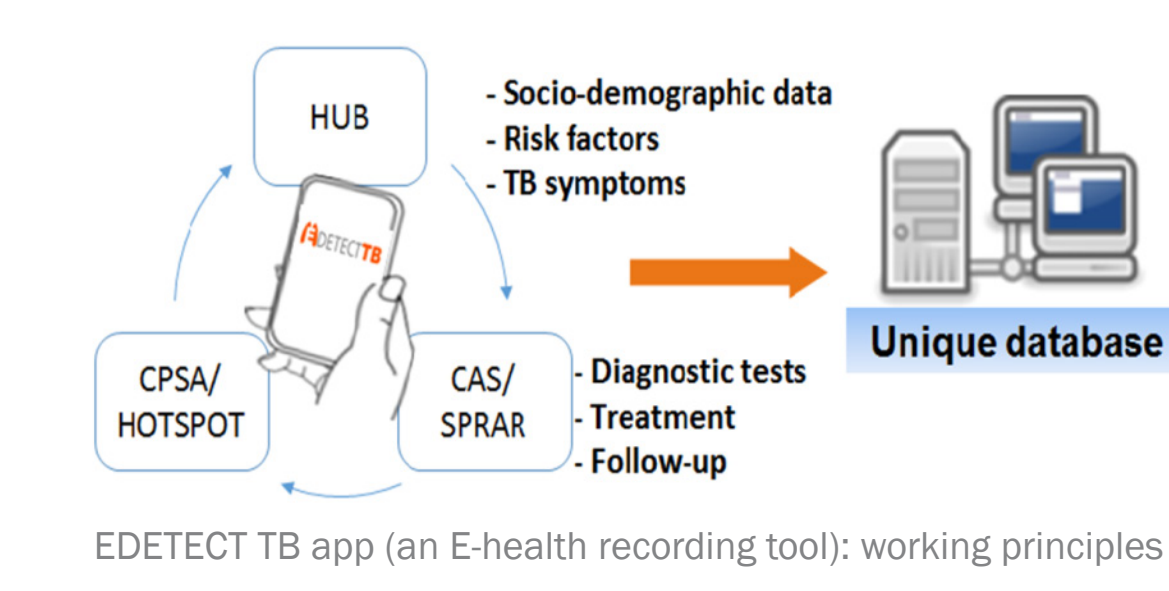 HUB
- Socio-demographic data
- Risk factors
- TB symptoms
EDETECTTB
CPSA/
HOTSPOT
CAS/
SPRAR
- Diagnostic tests
- Treatment
- Follow-up
Unique database
EDETECT TB app (an E-health recording tool): working principles